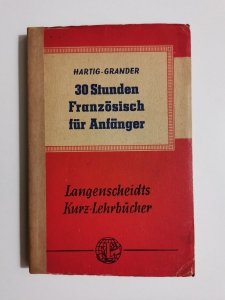 HARTIG-GRANDER
30 Stunden
Französisch
für Anfänger
Langenscheidts
Kurz-Lehrbücher